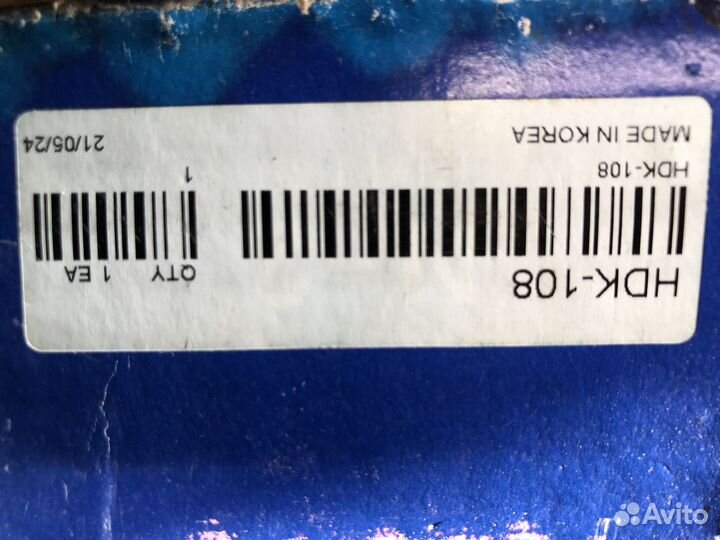 HDK-108
QTY 1 EA
HDK-108
1
MADE IN KOREA
21/05/24
Avito